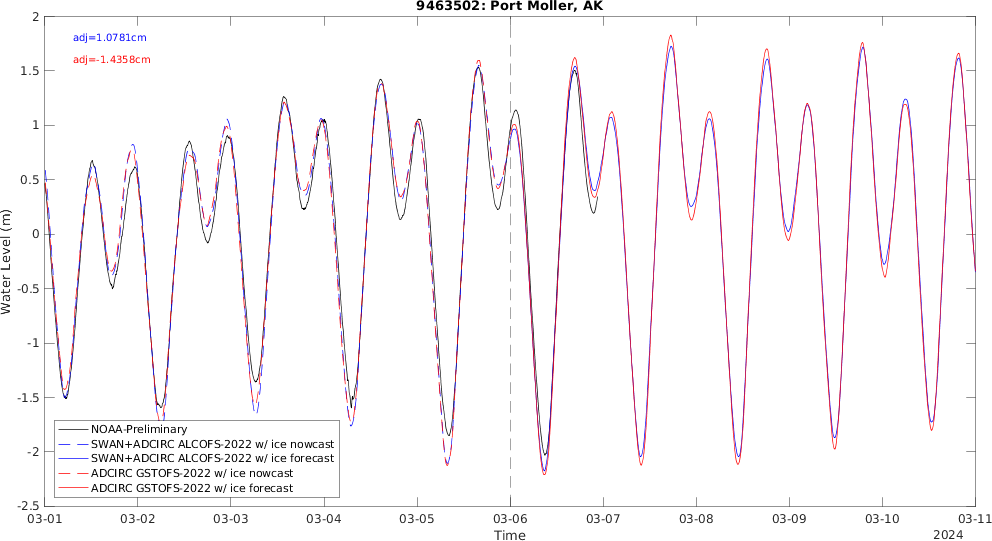 9463502: Port Moller, AK
adj=1.0781cm
adj=-1.4358cm
2
1.5
1
0.5
0
-0.5
-1
-1.5
-2
-2.5
Water Level (m)
NOAA-Preliminary
SWAN+ADCIRC ALCOFS-2022 w/ ice nowcast
SWAN+ADCIRC ALCOFS-2022 w/ ice forecast
ADCIRC GSTOFS-2022 w/ ice nowcast
ADCIRC GSTOFS-2022 w/ ice forecast
03-01 03-02 03-03 03-04 03-05 03-06 03-07 03-08 03-09 03-10 03-11
Time
2024